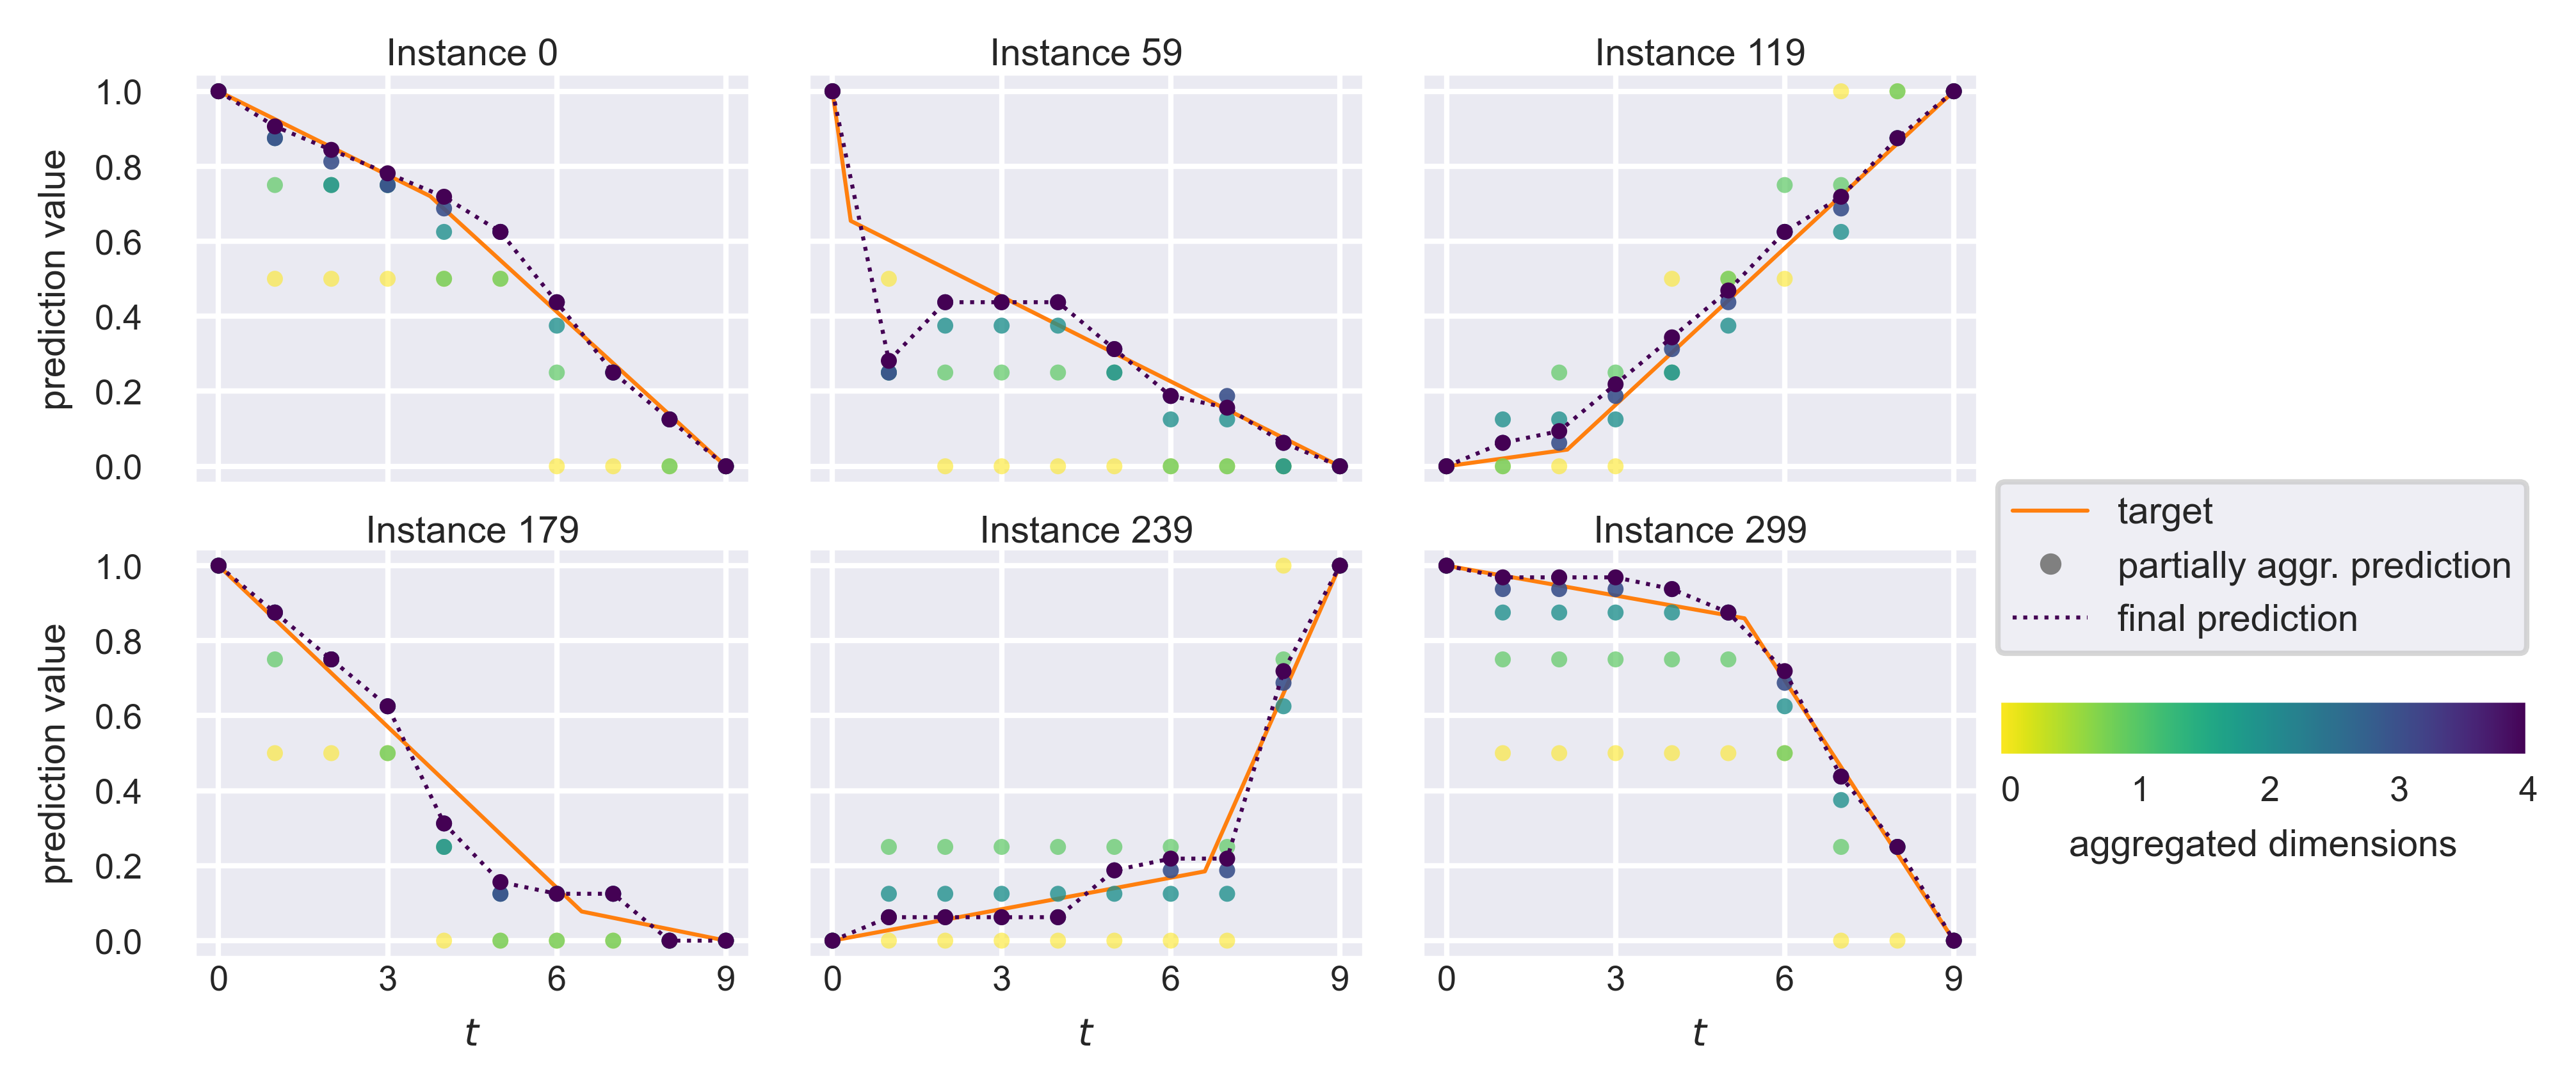 Instance 0
Instance 59
Instance 119
prediction value
1.0
0.8
0.6
0.4
0.2
0.0
Instance 179
Instance 239
Instance 299
prediction value
1.0
0.8
0.6
0.4
0.2
0.0
0 3 6 9
0 3 6 9
0 3 6 9
t
t
t
target
partially aggr. prediction
final prediction
0 1 2 3 4
aggregated dimensions